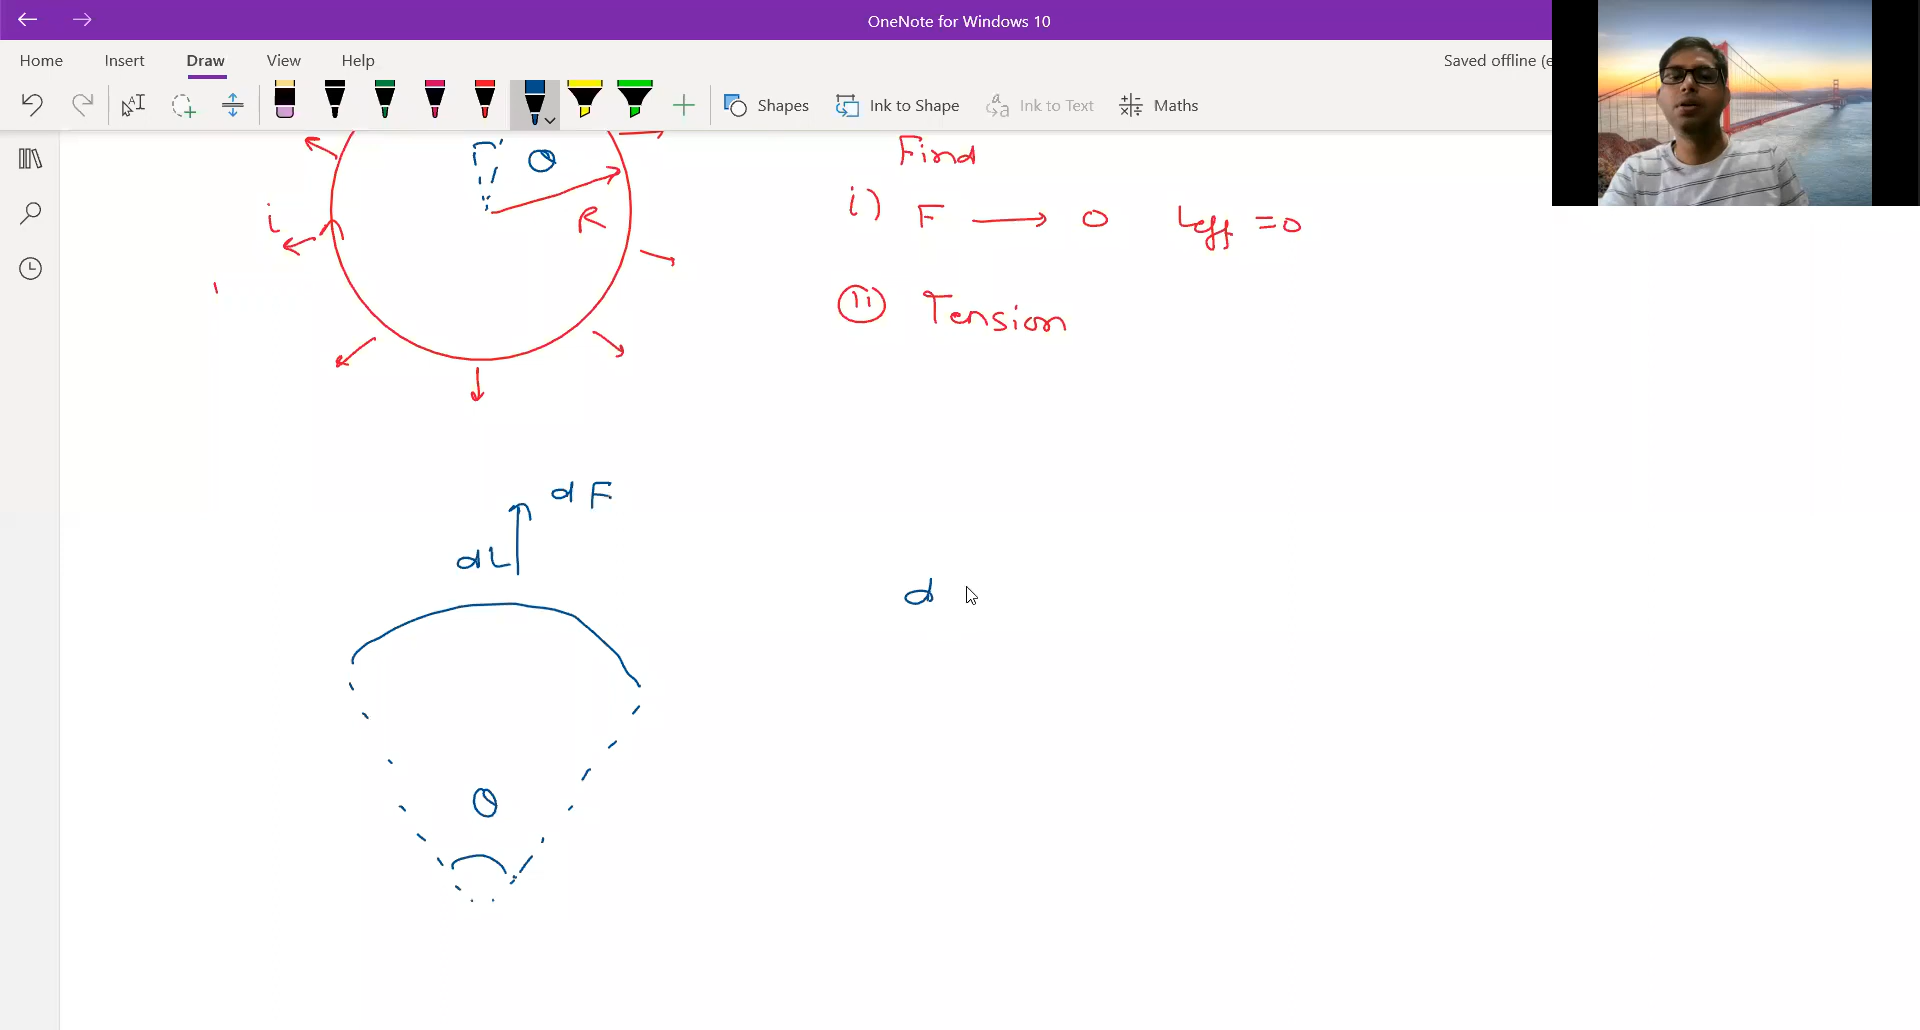 OneNote for Windows 10
Home Insert Draw View Help
Saved offline (e
Shapes Ink to Shape Ink to Text Maths
θ
R
i
Find
i) F → 0 Leff = 0
(ii) Tension
dF
dL
d
θ